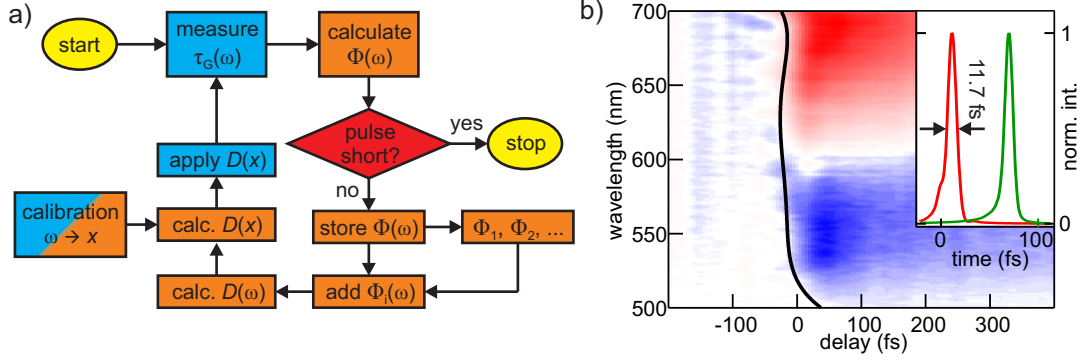 a)
start
measure
τG(ω)
calculate
Φ(ω)
pulse
short?
yes
stop
no
apply D(x)
calibration
ω → x
calc. D(x)
store Φ(ω)
Φ1, Φ2, ...
calc. D(ω)
add Φi(ω)
b)
700
650
600
550
500
wavelength (nm)
-100
0
100
200
300
delay (fs)
11.7 fs
1
0
norm. int.
0
100
time (fs)